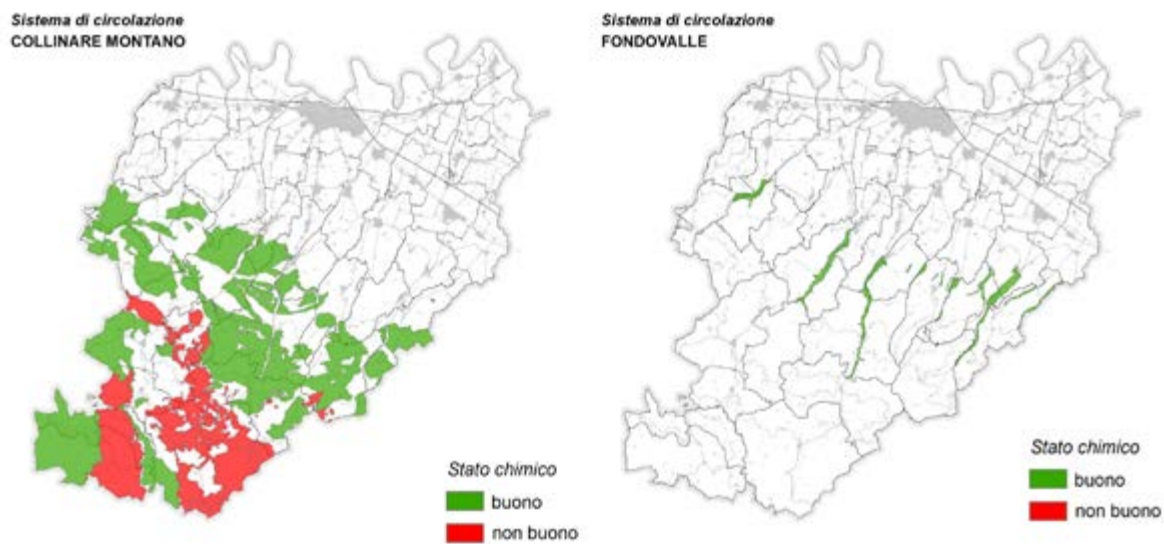 Sistema di circolazione
COLLINARE MONTANO
Stato chimico
buono
non buono
Sistema di circolazione
FONDOVALLE
Stato chimico
buono
non buono